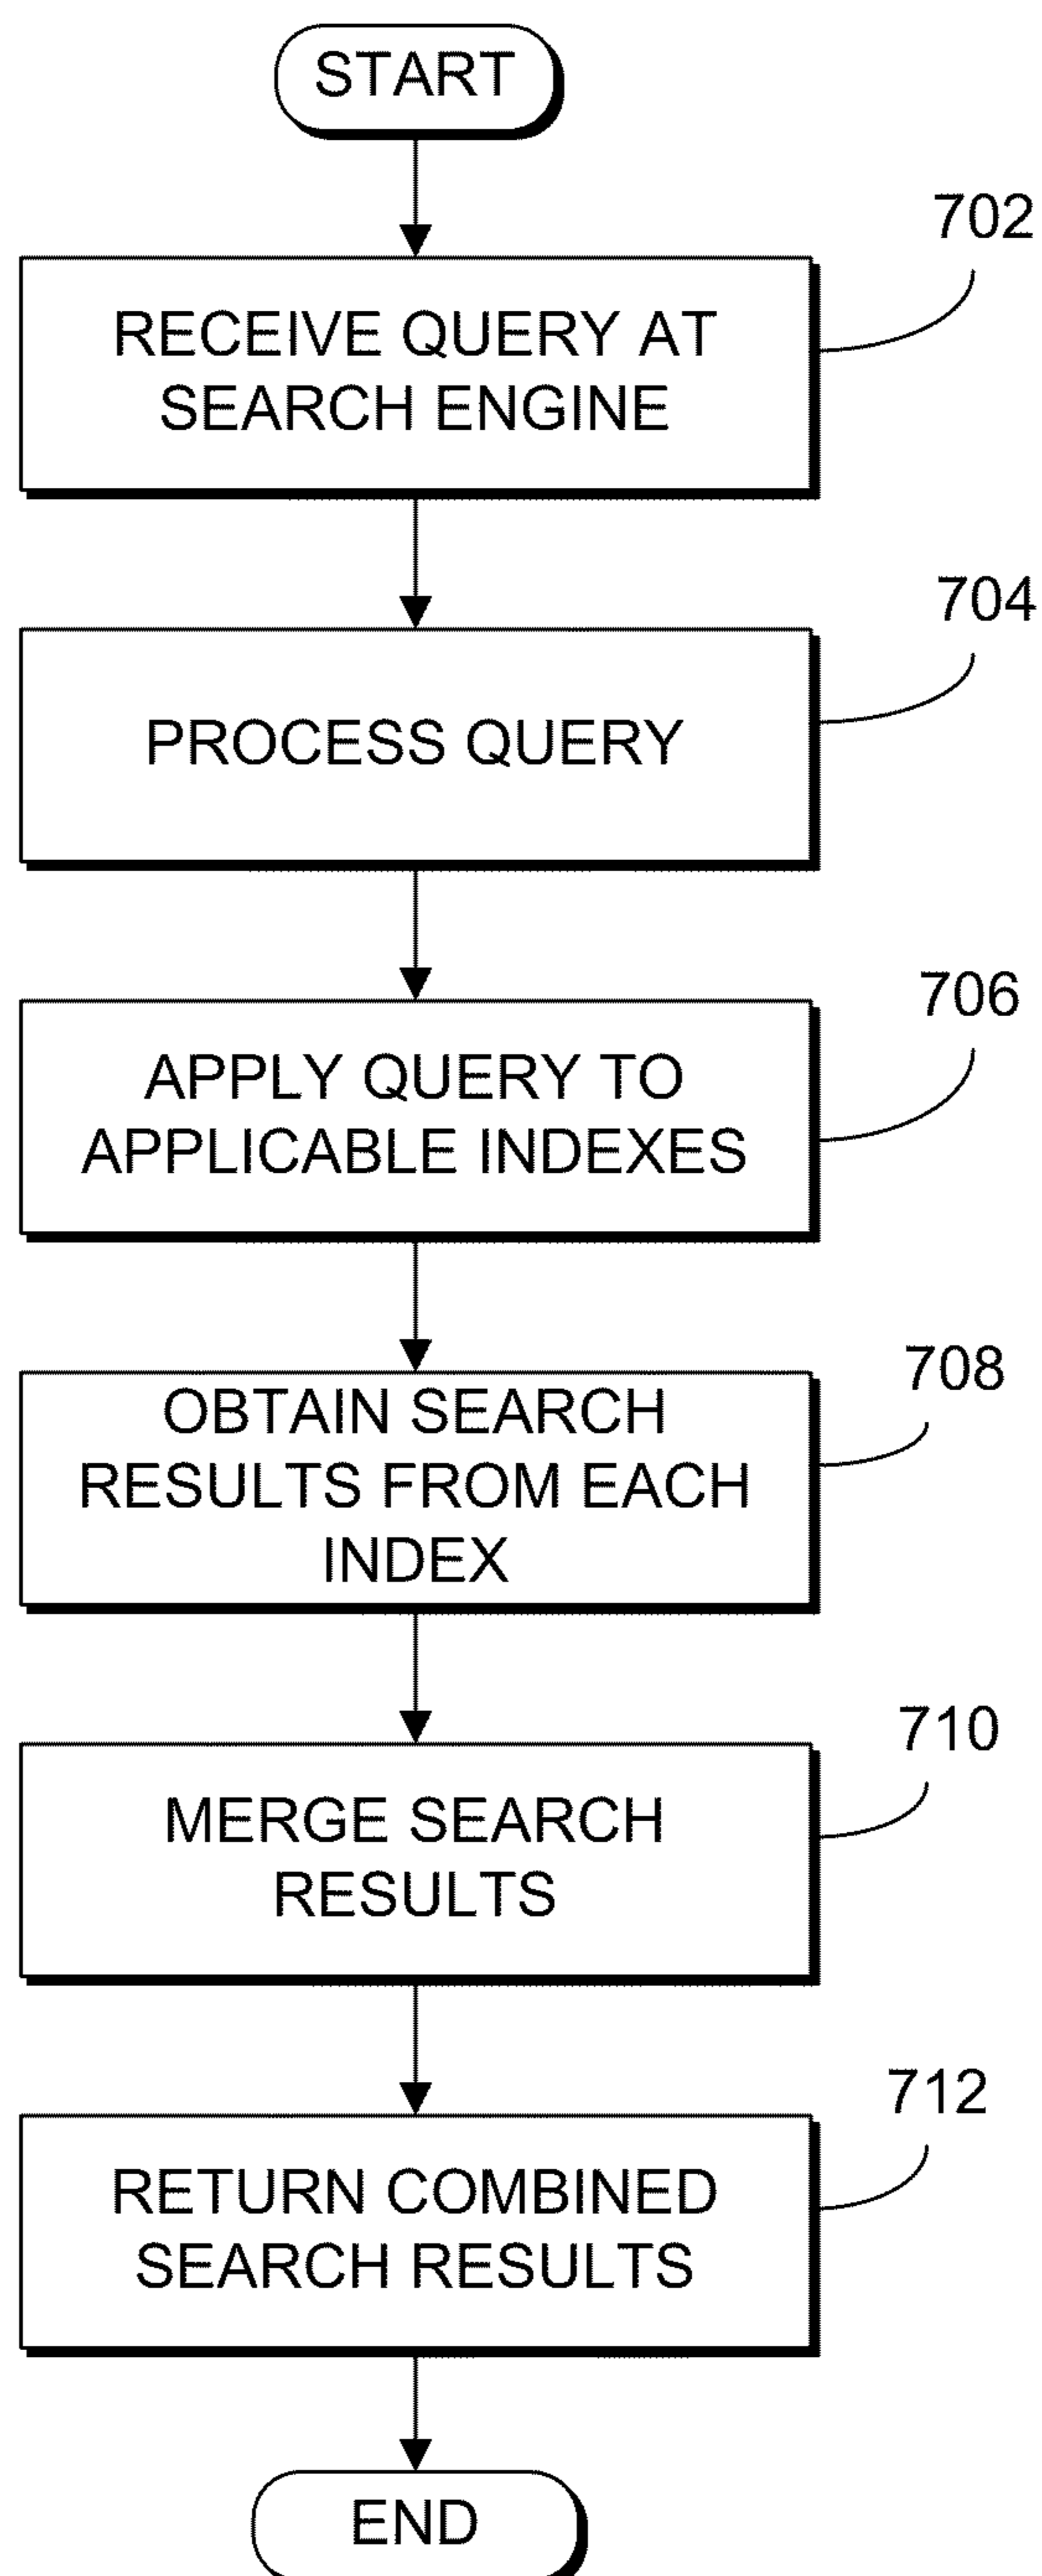 START
702
RECEIVE QUERY AT
SEARCH ENGINE
704
PROCESS QUERY
706
APPLY QUERY TO
APPLICABLE INDEXES
708
OBTAIN SEARCH
RESULTS FROM EACH
INDEX
710
MERGE SEARCH
RESULTS
712
RETURN COMBINED
SEARCH RESULTS
END